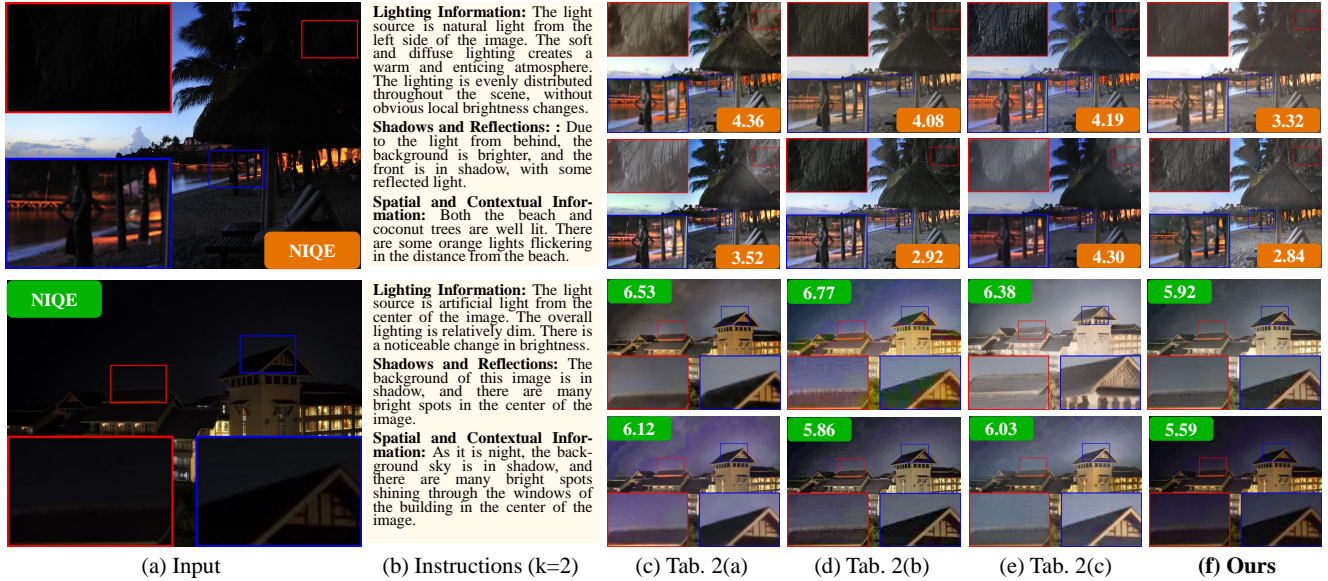 NIQE
Lighting Information: The light
source is natural light from the
left side of the image. The soft
and diffuse lighting creates a
warm and enticing atmosphere.
The lighting is evenly distributed
throughout the scene, without
obvious local brightness changes.
Shadows and Reflections: : Due
to the light from behind, the
background is brighter, and the
front is in shadow, with some
reflected light.
Spatial and Contextual Infor-
mation: Both the beach and
coconut trees are well lit. There
are some orange lights flickering
in the distance from the beach.
4.36
4.08
4.19
3.32
3.52
2.92
4.30
2.84
NIQE
Lighting Information: The light
source is artificial light from the
center of the image. The overall
lighting is relatively dim. There is
a noticeable change in brightness.
Shadows and Reflections: The
background of this image is in
shadow, and there are many
bright spots in the center of the
image.
Spatial and Contextual Infor-
mation: As it is night, the back-
ground sky is in shadow, and
there are many bright spots
shining through the windows of
the building in the center of the
image.
6.53
6.77
6.38
5.92
6.12
5.86
6.03
5.59
(a) Input
(b) Instructions (k=2)
(c) Tab. 2(a)
(d) Tab. 2(b)
(e) Tab. 2(c)
(f) Ours